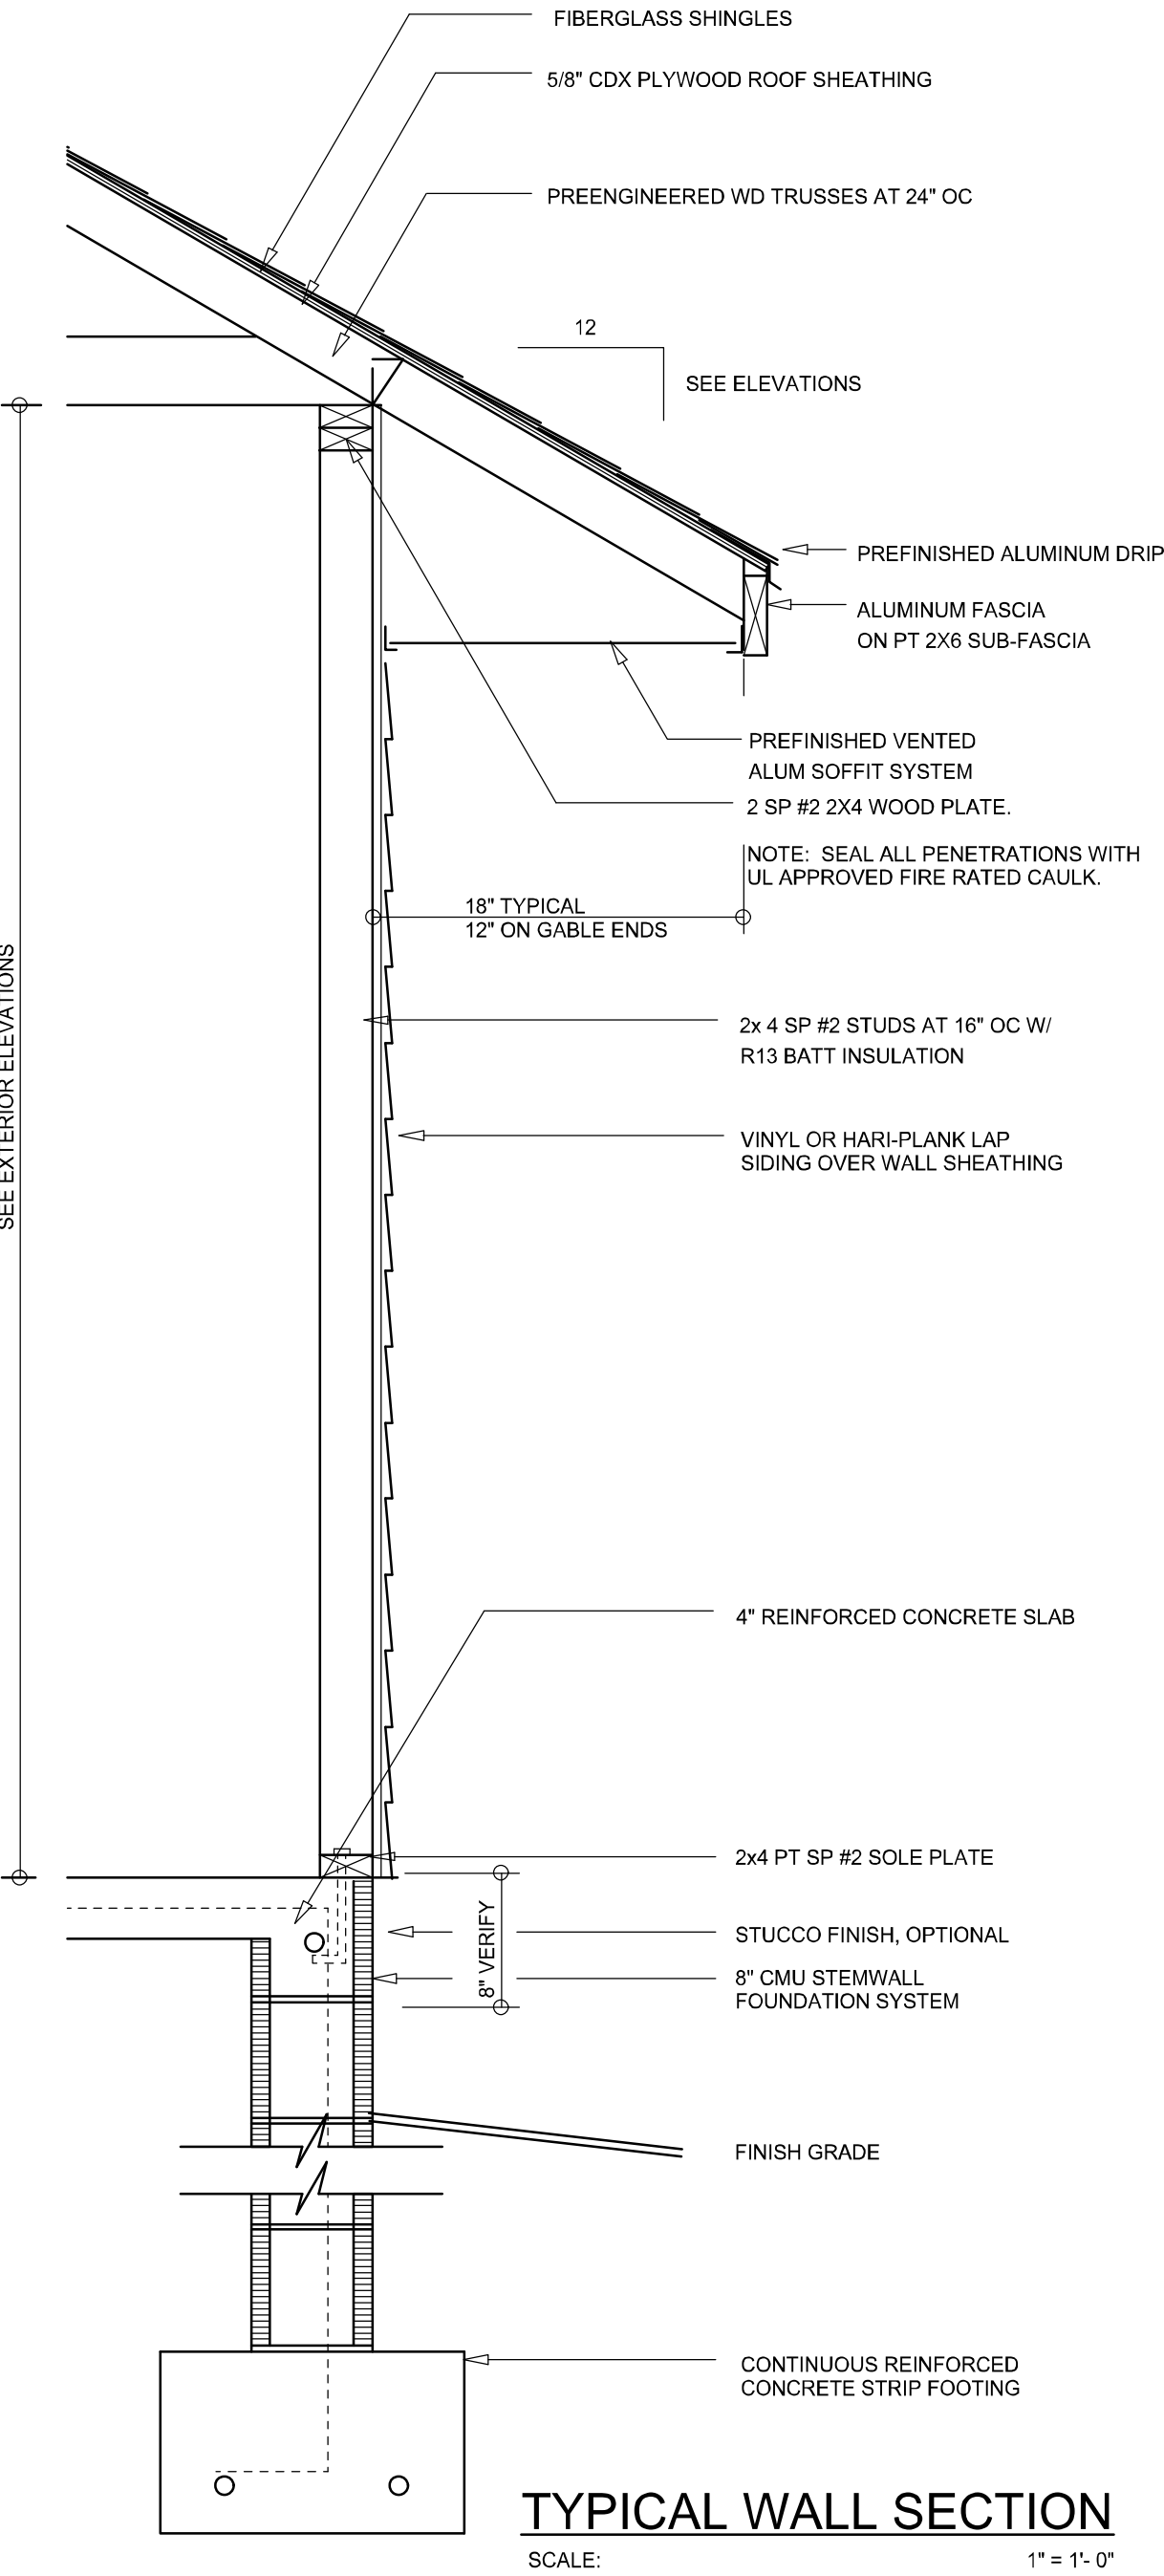 FIBERGLASS SHINGLES
5/8" CDX PLYWOOD ROOF SHEATHING
PREENGINEERED WD TRUSSES AT 24" OC
12
SEE ELEVATIONS
PREFINISHED ALUMINUM DRIP
ALUMINUM FASCIA
ON PT 2X6 SUB-FASCIA
PREFINISHED VENTED
ALUM SOFFIT SYSTEM
2 SP #2 2X4 WOOD PLATE.
NOTE: SEAL ALL PENETRATIONS WITH
UL APPROVED FIRE RATED CAULK.
18" TYPICAL
12" ON GABLE ENDS
SEE EXTERIOR ELEVATIONS
2x 4 SP #2 STUDS AT 16" OC W/
R13 BATT INSULATION
VINYL OR HARI-PLANK LAP
SIDING OVER WALL SHEATHING
4" REINFORCED CONCRETE SLAB
2x4 PT SP #2 SOLE PLATE
8" VERIFY
STUCCO FINISH, OPTIONAL
8" CMU STEMWALL
FOUNDATION SYSTEM
FINISH GRADE
CONTINUOUS REINFORCED
CONCRETE STRIP FOOTING
TYPICAL WALL SECTION
SCALE: 1" = 1'- 0"